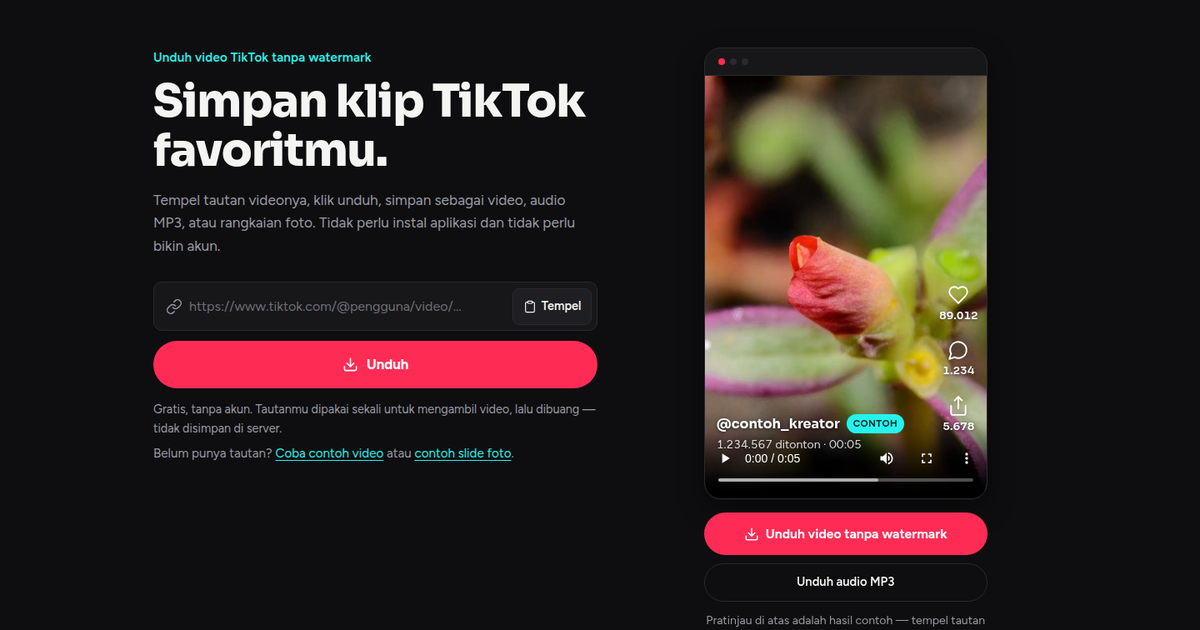 Unduh video TikTok tanpa watermark
Simpan klip TikTok
favoritmu.
Tempel tautan videonya, klik unduh, simpan sebagai video, audio
MP3, atau rangkaian foto. Tidak perlu instal aplikasi dan tidak perlu
bikin akun.
https://www.tiktok.com/@pengguna/video/...
Tempel
Unduh
Gratis, tanpa akun. Tautanmu dipakai sekali untuk mengambil video, lalu dibuang —
tidak disimpan di server.
Belum punya tautan? Coba contoh video atau contoh slide foto.
89.012
1.234
5.678
@contoh_kreator CONTOH
1.234.567 ditonton · 00:05
0:00 / 0:05
Unduh video tanpa watermark
Unduh audio MP3
Pratinjau di atas adalah hasil contoh — tempel tautan